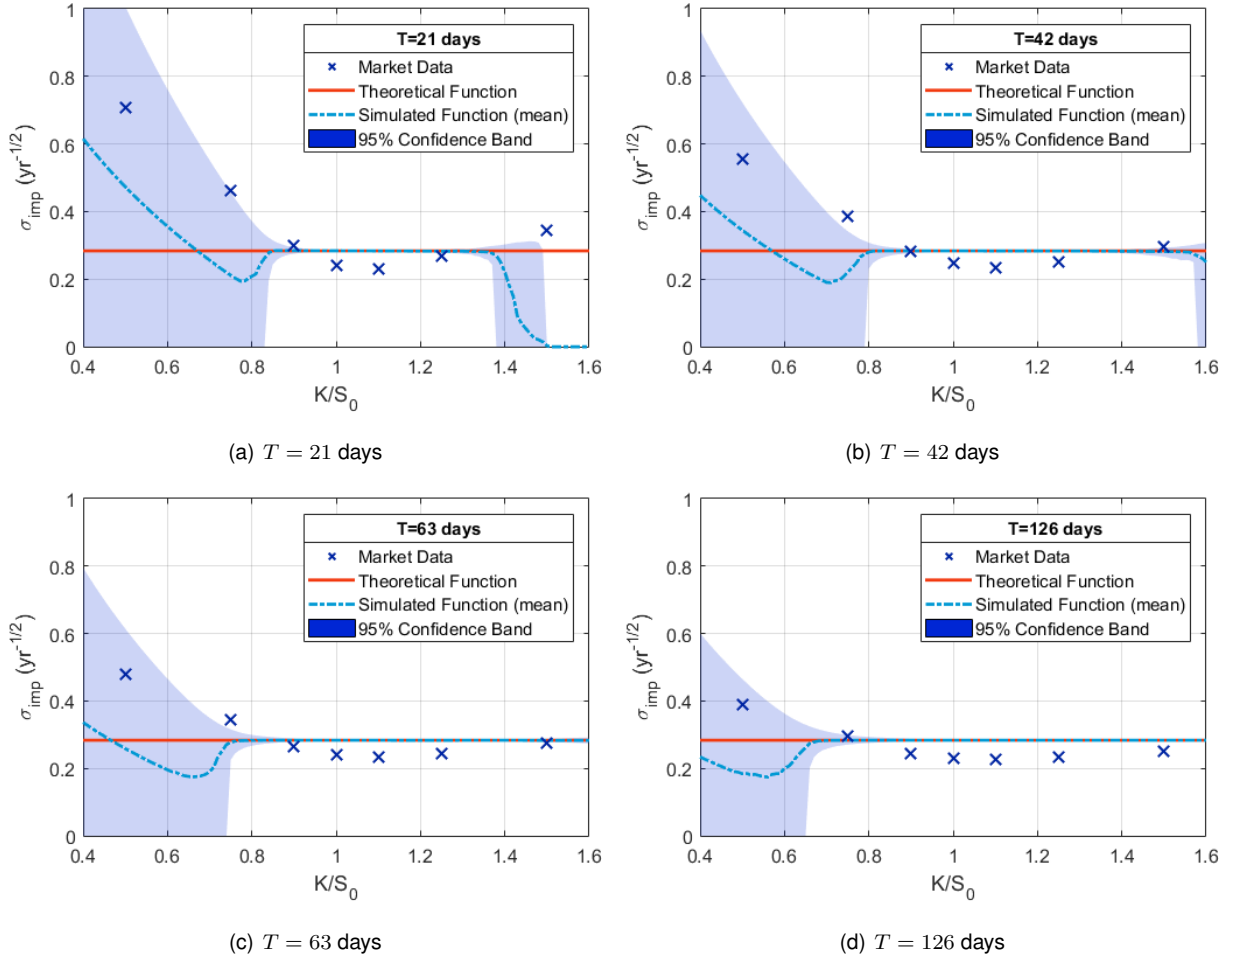 1
0.8
0.6
0.4
0.2
0
σimp (yr-1/2)
T=21 days
Market Data
Theoretical Function
Simulated Function (mean)
95% Confidence Band
0.4 0.6 0.8 1 1.2 1.4 1.6
K/S0
(a) T = 21 days
1
0.8
0.6
0.4
0.2
0
σimp (yr-1/2)
T=42 days
Market Data
Theoretical Function
Simulated Function (mean)
95% Confidence Band
0.4 0.6 0.8 1 1.2 1.4 1.6
K/S0
(b) T = 42 days
1
0.8
0.6
0.4
0.2
0
σimp (yr-1/2)
T=63 days
Market Data
Theoretical Function
Simulated Function (mean)
95% Confidence Band
0.4 0.6 0.8 1 1.2 1.4 1.6
K/S0
(c) T = 63 days
1
0.8
0.6
0.4
0.2
0
σimp (yr-1/2)
T=126 days
Market Data
Theoretical Function
Simulated Function (mean)
95% Confidence Band
0.4 0.6 0.8 1 1.2 1.4 1.6
K/S0
(d) T = 126 days